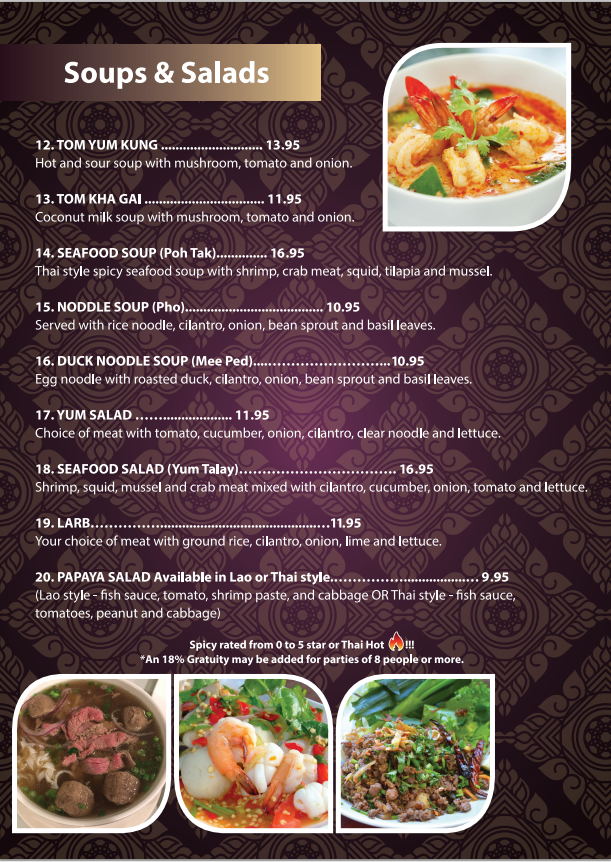 Soups & Salads
12. TOM YUM KUNG ............................ 13.95
Hot and sour soup with mushroom, tomato and onion.
13. TOM KHA GAI ................................. 11.95
Coconut milk soup with mushroom, tomato and onion.
14. SEAFOOD SOUP (Poh Tak).............. 16.95
Thai style spicy seafood soup with shrimp, crab meat, squid, tilapia and mussel.
15. NODDLE SOUP (Pho)...................................... 10.95
Served with rice noodle, cilantro, onion, bean sprout and basil leaves.
16. DUCK NOODLE SOUP (Mee Ped)....……………………...10.95
Egg noodle with roasted duck, cilantro, onion, bean sprout and basil leaves.
17. YUM SALAD ……................... 11.95
Choice of meat with tomato, cucumber, onion, cilantro, clear noodle and lettuce.
18. SEAFOOD SALAD (Yum Talay)…………………………… 16.95
Shrimp, squid, mussel and crab meat mixed with cilantro, cucumber, onion, tomato and lettuce.
19. LARB……………...........................................…11.95
Your choice of meat with ground rice, cilantro, onion, lime and lettuce.
20. PAPAYA SALAD Available in Lao or Thai style..……………..................… 9.95
(Lao style - fish sauce, tomato, shrimp paste, and cabbage OR Thai style - fish sauce,
tomatoes, peanut and cabbage)
Spicy rated from 0 to 5 star or Thai Hot 🔥!!!
*An 18% Gratuity may be added for parties of 8 people or more.